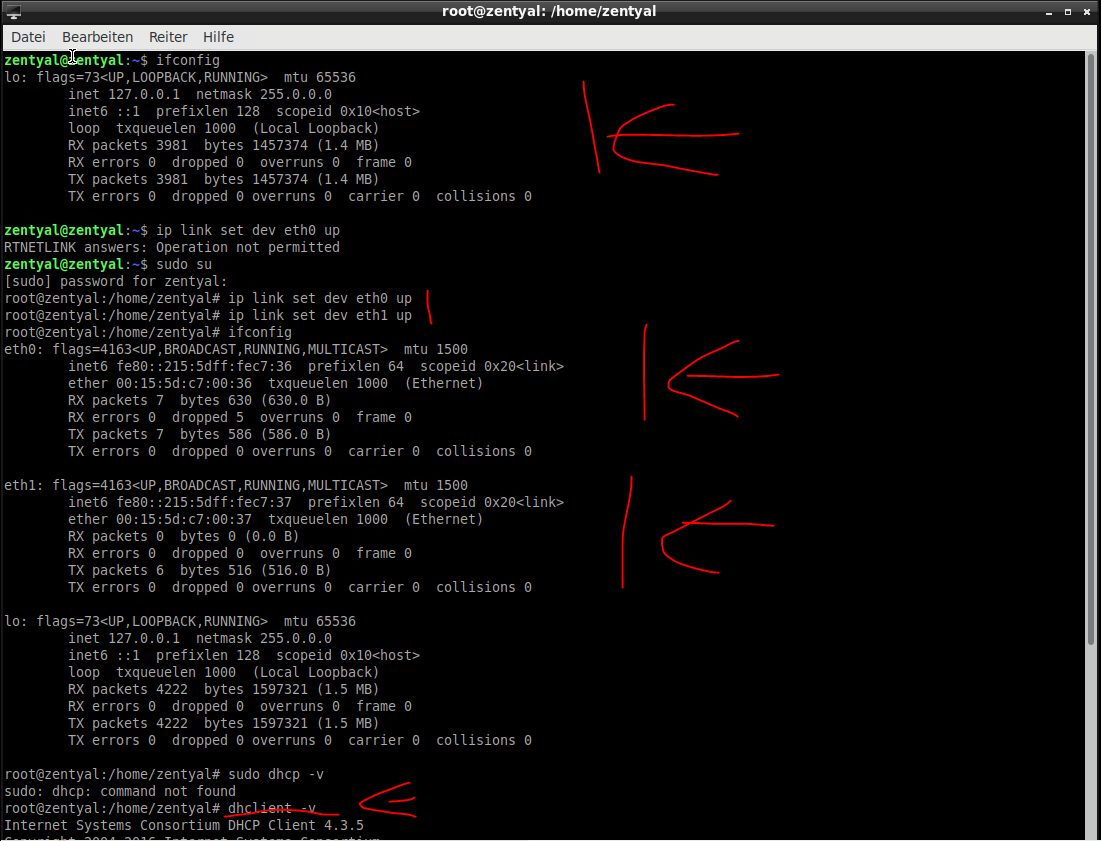 root@zentyal: /home/zentyal
Datei Bearbeiten Reiter Hilfe
zentyal@zentyal:~$ ifconfig
lo: flags=73<UP,LOOPBACK,RUNNING>  mtu 65536
        inet 127.0.0.1  netmask 255.0.0.0
        inet6 ::1  prefixlen 128  scopeid 0x10<host>
        loop  txqueuelen 1000  (Local Loopback)
        RX packets 3981  bytes 1457374 (1.4 MB)
        RX errors 0  dropped 0  overruns 0  frame 0
        TX packets 3981  bytes 1457374 (1.4 MB)
        TX errors 0  dropped 0 overruns 0  carrier 0  collisions 0
zentyal@zentyal:~$ ip link set dev eth0 up
RTNETLINK answers: Operation not permitted
zentyal@zentyal:~$ sudo su
[sudo] password for zentyal:
root@zentyal:/home/zentyal# ip link set dev eth0 up
root@zentyal:/home/zentyal# ip link set dev eth1 up
root@zentyal:/home/zentyal# ifconfig
eth0: flags=4163<UP,BROADCAST,RUNNING,MULTICAST>  mtu 1500
        inet6 fe80::215:5dff:fec7:36  prefixlen 64  scopeid 0x20<link>
        ether 00:15:5d:c7:00:36  txqueuelen 1000  (Ethernet)
        RX packets 7  bytes 630 (630.0 B)
        RX errors 0  dropped 5  overruns 0  frame 0
        TX packets 7  bytes 586 (586.0 B)
        TX errors 0  dropped 0 overruns 0  carrier 0  collisions 0
eth1: flags=4163<UP,BROADCAST,RUNNING,MULTICAST>  mtu 1500
        inet6 fe80::215:5dff:fec7:37  prefixlen 64  scopeid 0x20<link>
        ether 00:15:5d:c7:00:37  txqueuelen 1000  (Ethernet)
        RX packets 0  bytes 0 (0.0 B)
        RX errors 0  dropped 0  overruns 0  frame 0
        TX packets 6  bytes 516 (516.0 B)
        TX errors 0  dropped 0 overruns 0  carrier 0  collisions 0
lo: flags=73<UP,LOOPBACK,RUNNING>  mtu 65536
        inet 127.0.0.1  netmask 255.0.0.0
        inet6 ::1  prefixlen 128  scopeid 0x10<host>
        loop  txqueuelen 1000  (Local Loopback)
        RX packets 4222  bytes 1597321 (1.5 MB)
        RX errors 0  dropped 0  overruns 0  frame 0
        TX packets 4222  bytes 1597321 (1.5 MB)
        TX errors 0  dropped 0 overruns 0  carrier 0  collisions 0
root@zentyal:/home/zentyal# sudo dhcp -v
sudo: dhcp: command not found
root@zentyal:/home/zentyal# dhclient -v
Internet Systems Consortium DHCP Client 4.3.5